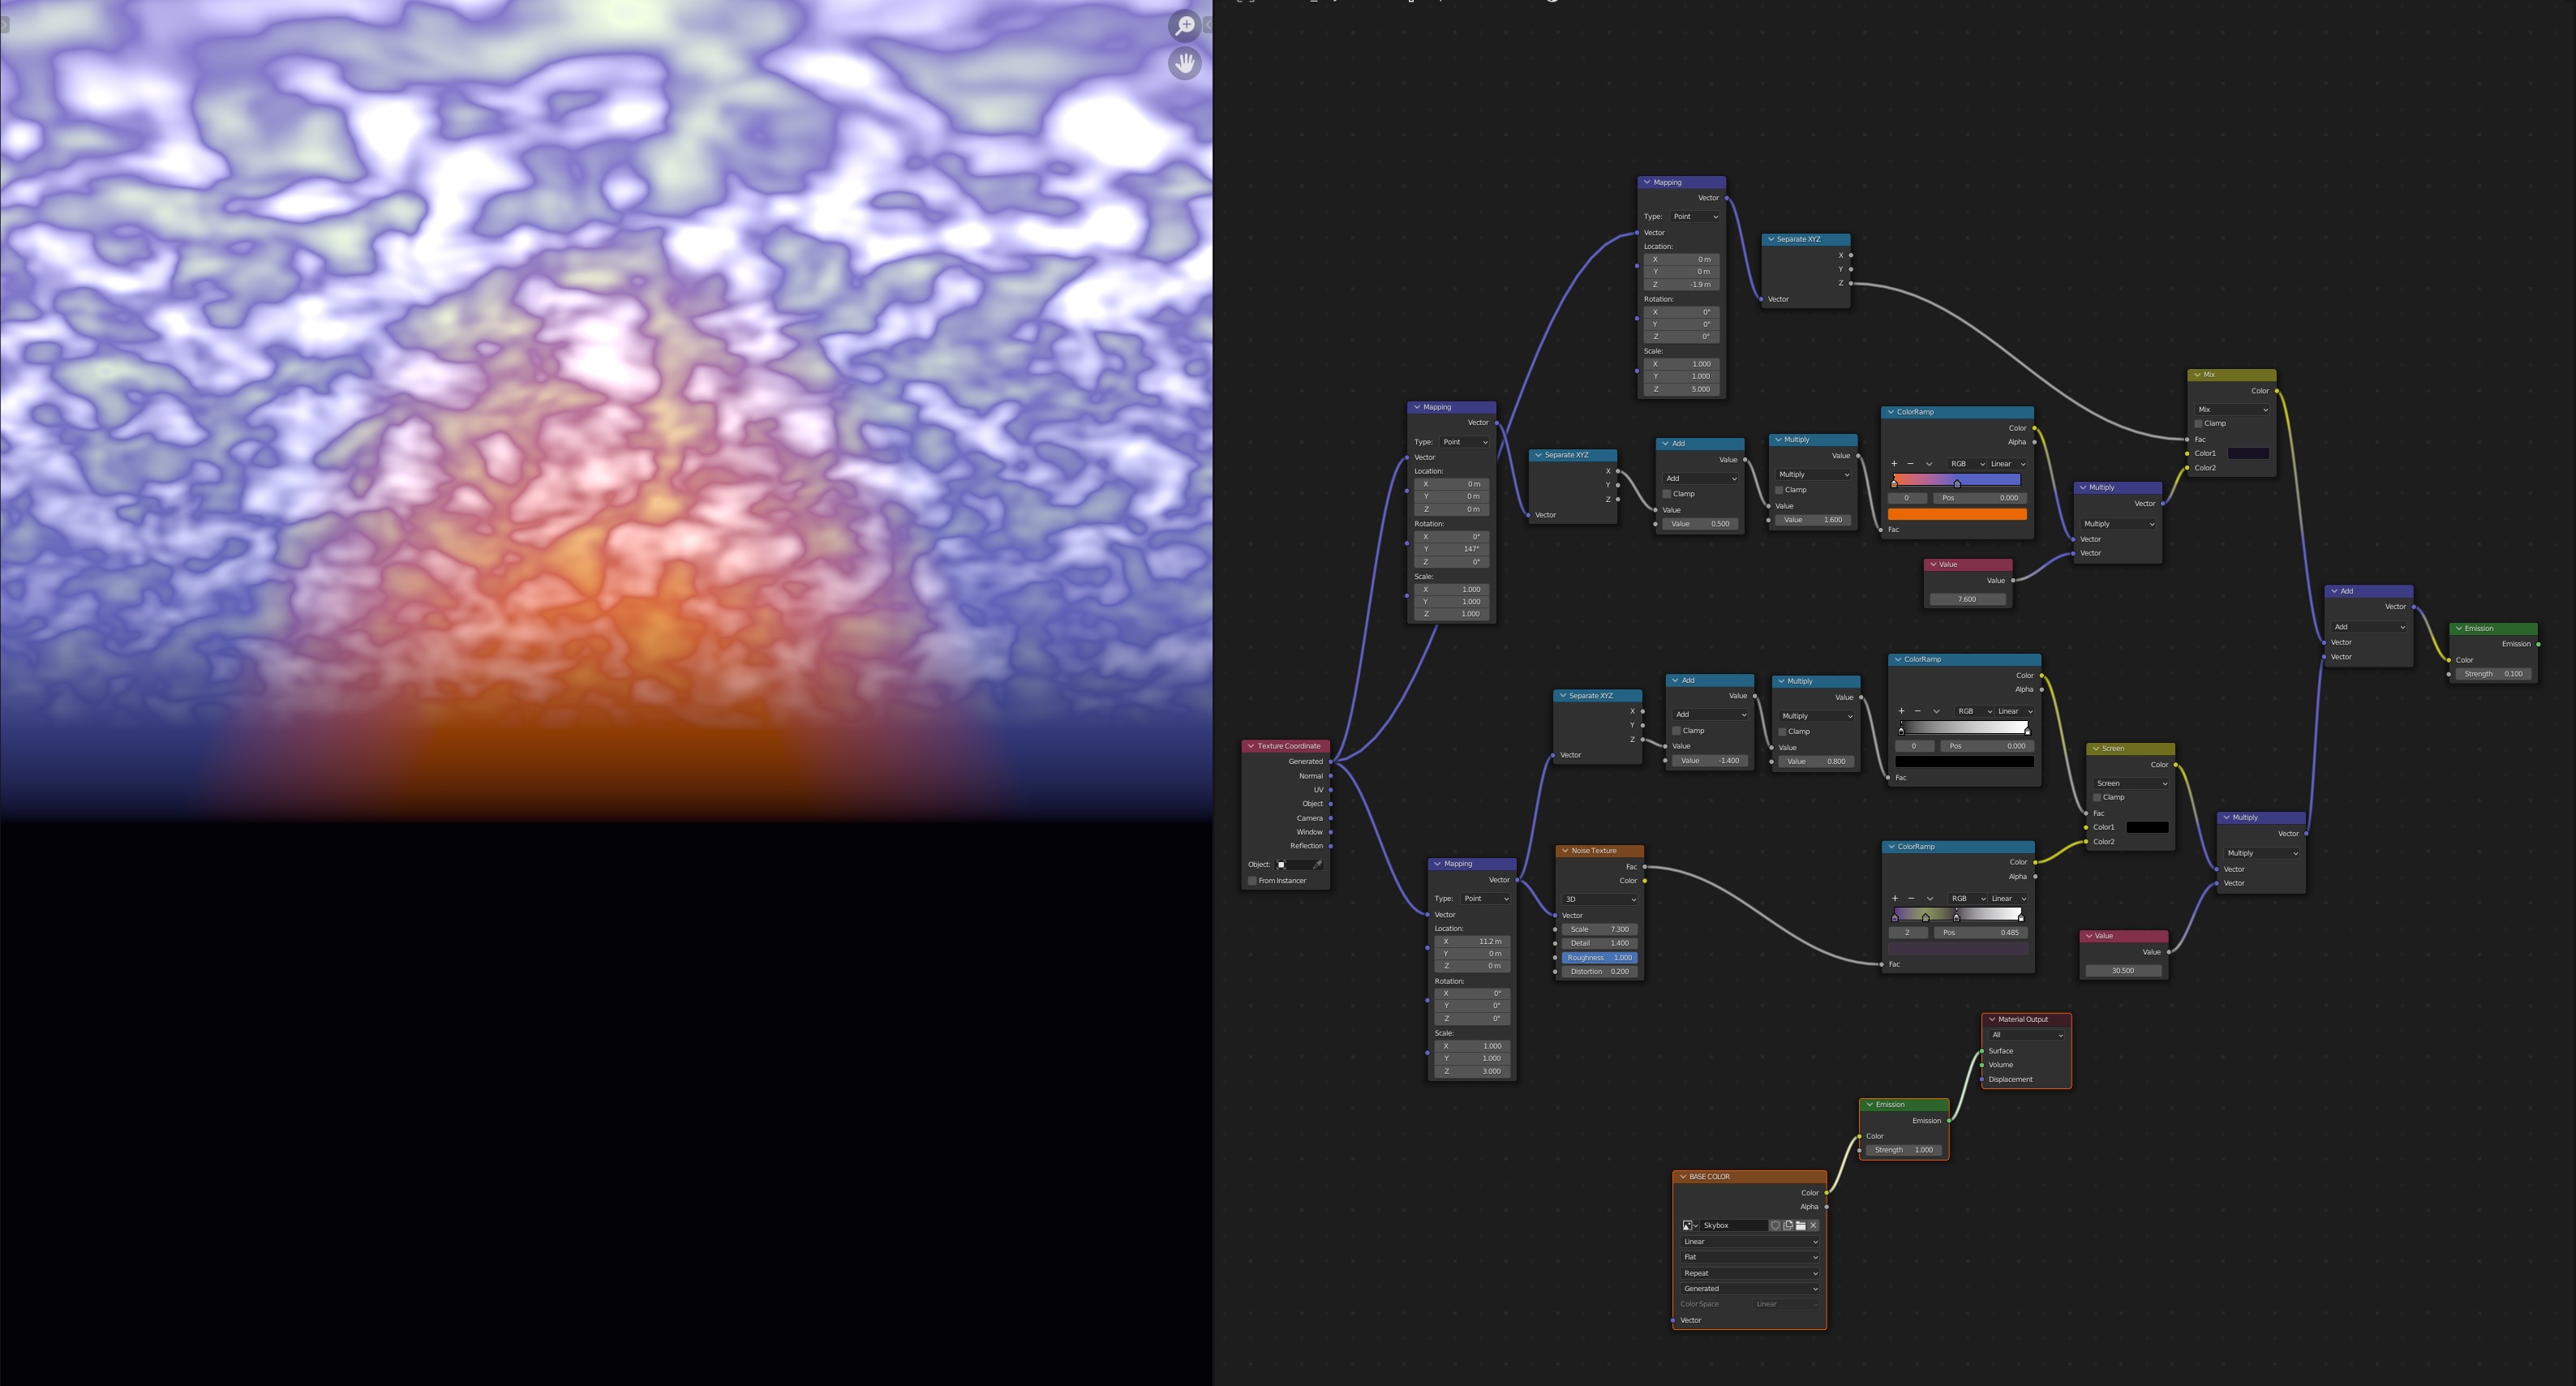 Mapping
Vector
Type: Point
Vector
Location:
X 0 m
Y 0 m
Z -1.9 m
Rotation:
X 0°
Y 0°
Z 0°
Scale:
X 1.000
Y 1.000
Z 5.000
Separate XYZ
X
Y
Z
Vector
Mix
Color
Mix
Clamp
Fac
Color1
Color2
Mapping
Vector
Type: Point
Vector
Location:
X 0 m
Y 0 m
Z 0 m
Rotation:
X 0°
Y 147°
Z 0°
Scale:
X 1.000
Y 1.000
Z 1.000
Separate XYZ
X
Y
Z
Vector
Add
Value
Add
Clamp
Value
Value 0.500
Multiply
Value
Multiply
Clamp
Value
Value 1.600
ColorRamp
Color
Alpha
+ − RGB Linear
0 Pos 0.000
Fac
Multiply
Vector
Multiply
Vector
Vector
Value
Value
7.600
Add
Vector
Add
Vector
Vector
Emission
Emission
Color
Strength 0.100
Texture Coordinate
Generated
Normal
UV
Object
Camera
Window
Reflection
Object:
From Instancer
Separate XYZ
X
Y
Z
Vector
Add
Value
Add
Clamp
Value
Value -1.400
Multiply
Value
Multiply
Clamp
Value
Value 0.800
ColorRamp
Color
Alpha
+ − RGB Linear
0 Pos 0.000
Fac
Screen
Color
Screen
Clamp
Fac
Color1
Color2
Multiply
Vector
Multiply
Vector
Vector
Mapping
Vector
Type: Point
Vector
Location:
X 11.2 m
Y 0 m
Z 0 m
Rotation:
X 0°
Y 0°
Z 0°
Scale:
X 1.000
Y 1.000
Z 3.000
Noise Texture
Fac
Color
3D
Vector
Scale 7.300
Detail 1.400
Roughness 1.000
Distortion 0.200
ColorRamp
Color
Alpha
+ − RGB Linear
2 Pos 0.485
Fac
Value
Value
30.500
Material Output
All
Surface
Volume
Displacement
Emission
Emission
Color
Strength 1.000
BASE COLOR
Color
Alpha
Skybox
Linear
Flat
Repeat
Generated
Color Space Linear
Vector